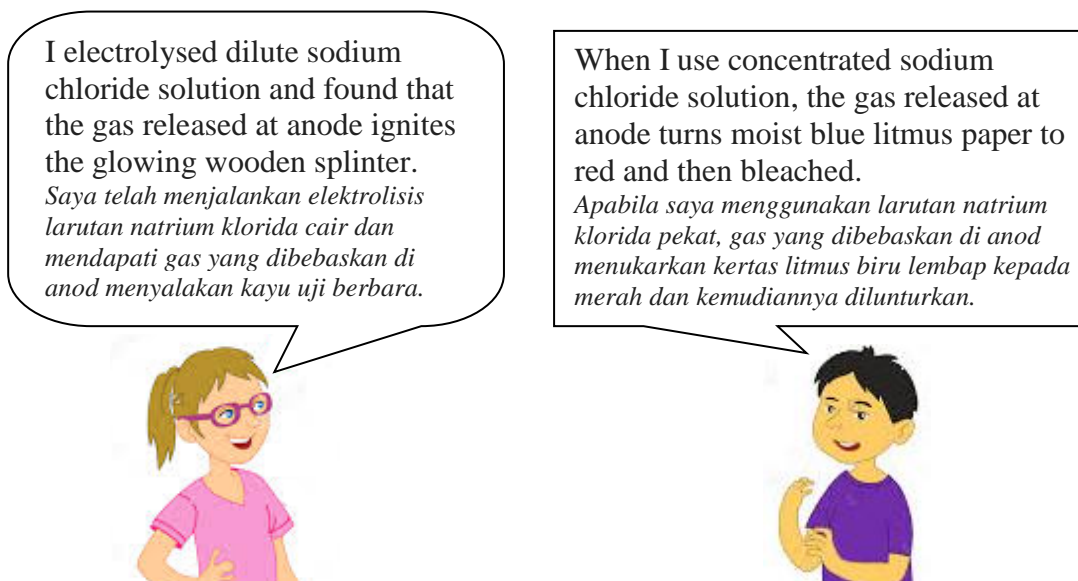 I electrolysed dilute sodium
chloride solution and found that
the gas released at anode ignites
the glowing wooden splinter.
Saya telah menjalankan elektrolisis
larutan natrium klorida cair dan
mendapati gas yang dibebaskan di
anod menyalakan kayu uji berbara.
When I use concentrated sodium
chloride solution, the gas released at
anode turns moist blue litmus paper to
red and then bleached.
Apabila saya menggunakan larutan natrium
klorida pekat, gas yang dibebaskan di anod
menukarkan kertas litmus biru lembap kepada
merah dan kemudiannya dilunturkan.